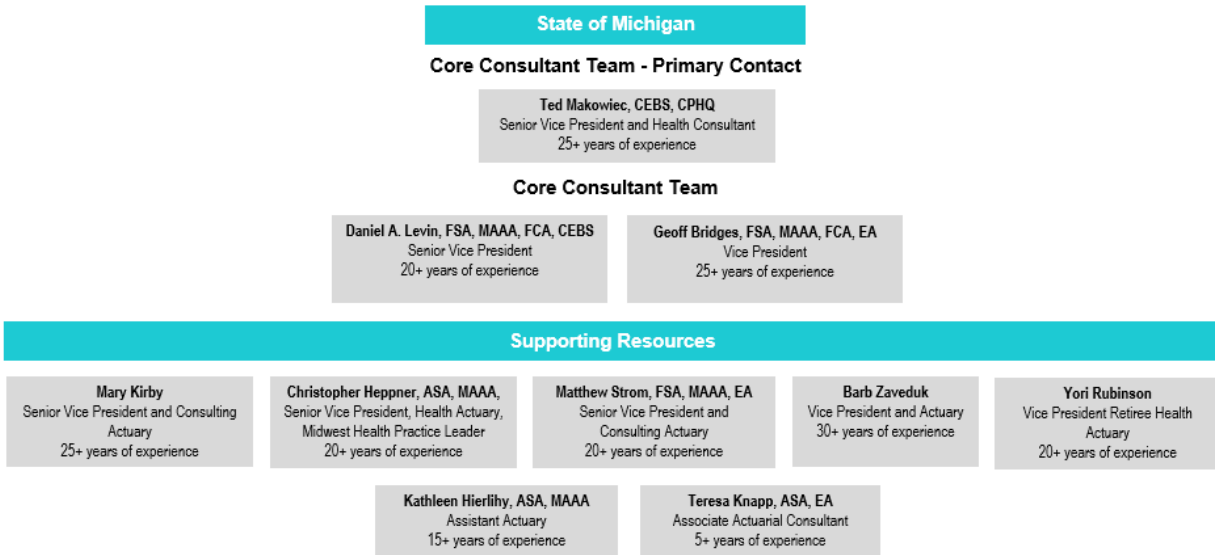 State of Michigan
Core Consultant Team - Primary Contact
Ted Makowiec, CEBS, CPHQ
Senior Vice President and Health Consultant
25+ years of experience
Core Consultant Team
Daniel A. Levin, FSA, MAAA, FCA, CEBS
Senior Vice President
20+ years of experience
Geoff Bridges, FSA, MAAA, FCA, EA
Vice President
25+ years of experience
Supporting Resources
Mary Kirby
Senior Vice President and Consulting
Actuary
25+ years of experience
Christopher Heppner, ASA, MAAA,
Senior Vice President, Health Actuary,
Midwest Health Practice Leader
20+ years of experience
Matthew Strom, FSA, MAAA, EA
Senior Vice President and
Consulting Actuary
20+ years of experience
Barb Zaveduk
Vice President and Actuary
30+ years of experience
Yori Rubinson
Vice President Retiree Health
Actuary
20+ years of experience
Kathleen Hierlihy, ASA, MAAA
Assistant Actuary
15+ years of experience
Teresa Knapp, ASA, EA
Associate Actuarial Consultant
5+ years of experience